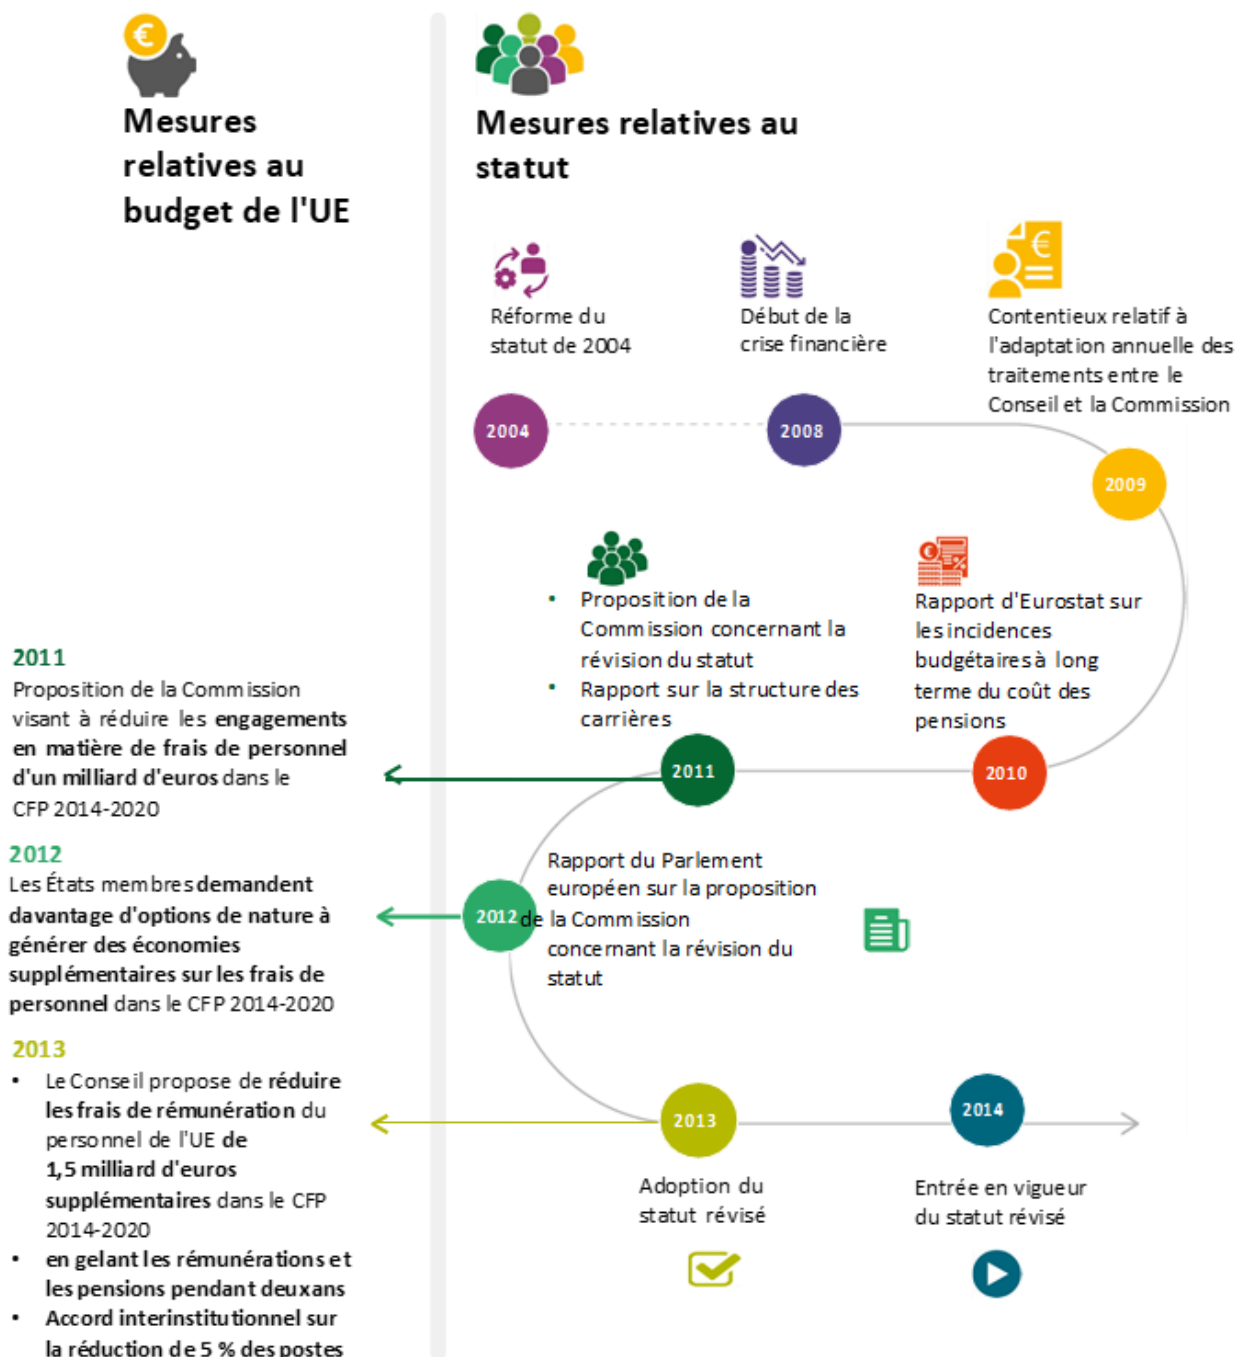 Mesures
relatives au
budget de l'UE
2011
Proposition de la Commission
visant à réduire les engagements
en matière de frais de personnel
d'un milliard d'euros dans le
CFP 2014-2020
2012
Les États membres demandent
davantage d'options de nature à
générer des économies
supplémentaires sur les frais de
personnel dans le CFP 2014-2020
2013
• Le Conseil propose de réduire
les frais de rémunération du
personnel de l'UE de
1,5 milliard d'euros
supplémentaires dans le CFP
2014-2020
• en gelant les rémunérations et
les pensions pendant deux ans
• Accord interinstitutionnel sur
la réduction de 5 % des postes
Mesures relatives au
statut
Réforme du
statut de 2004
2004
Début de la
crise financière
2008
Contentieux relatif à
l'adaptation annuelle des
traitements entre le
Conseil et la Commission
2009
Rapport d'Eurostat sur
les incidences
budgétaires à long
terme du coût des
pensions
2010
• Proposition de la
Commission concernant la
révision du statut
• Rapport sur la structure des
carrières
2011
Rapport du Parlement
européen sur la proposition
de la Commission
concernant la révision du
statut
2012
2013
Adoption du
statut révisé
2014
Entrée en vigueur
du statut révisé